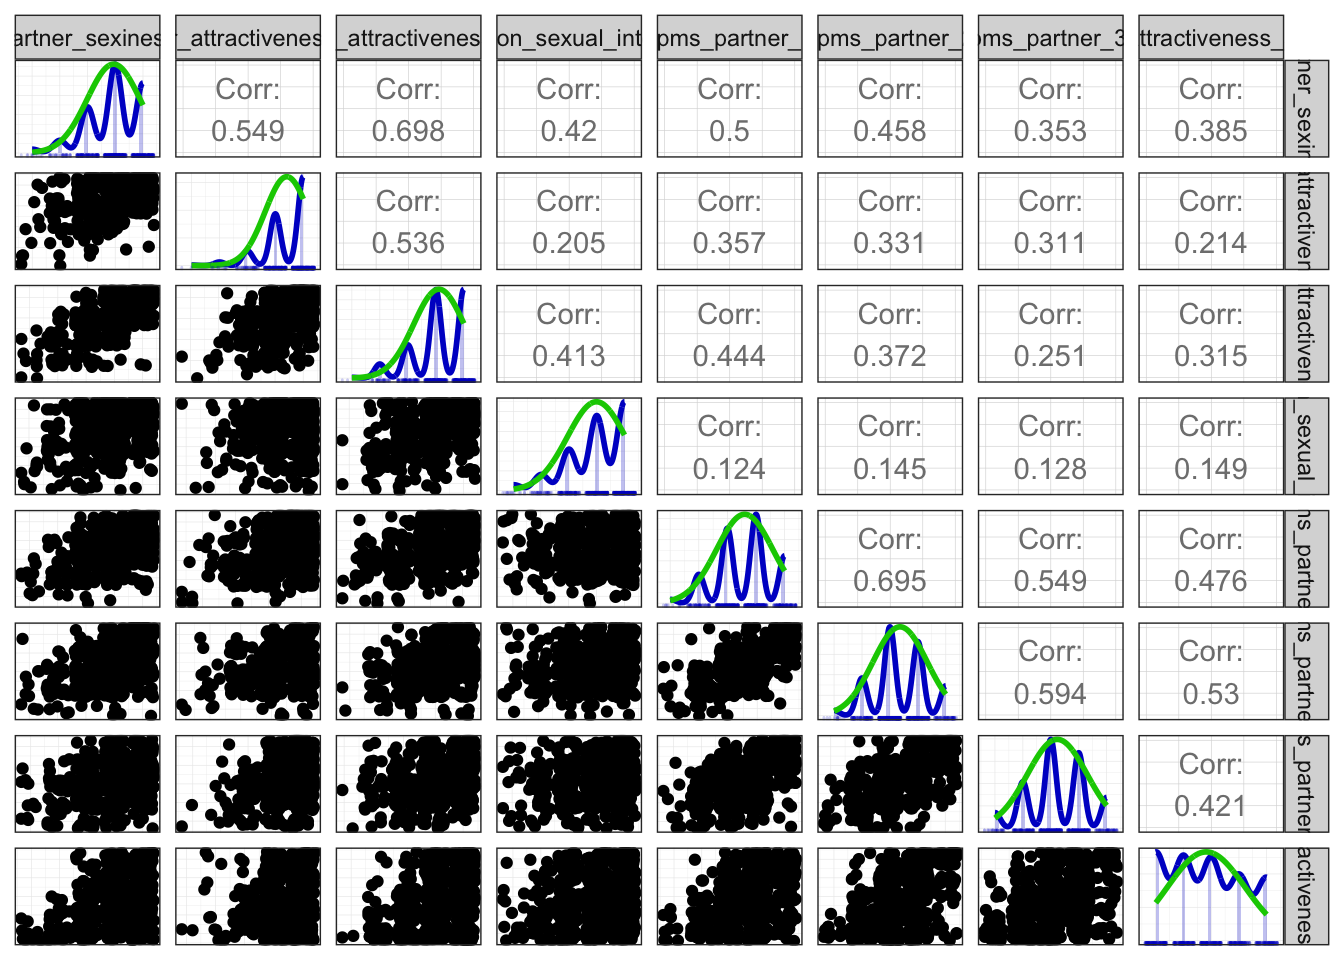 artner_sexines
_attractivenes
_attractivenes
on_sexual_int
pms_partner_
pms_partner_
oms_partner_3
ttractiveness_
Corr:
0.549
Corr:
0.698
Corr:
0.42
Corr:
0.5
Corr:
0.458
Corr:
0.353
Corr:
0.385
ner_sexin
Corr:
0.536
Corr:
0.205
Corr:
0.357
Corr:
0.331
Corr:
0.311
Corr:
0.214
attractiven
Corr:
0.413
Corr:
0.444
Corr:
0.372
Corr:
0.251
Corr:
0.315
ttractiven
Corr:
0.124
Corr:
0.145
Corr:
0.128
Corr:
0.149
_sexual_
Corr:
0.695
Corr:
0.549
Corr:
0.476
ns_partne
Corr:
0.594
Corr:
0.53
ns_partne
Corr:
0.421
s_partner
activeness